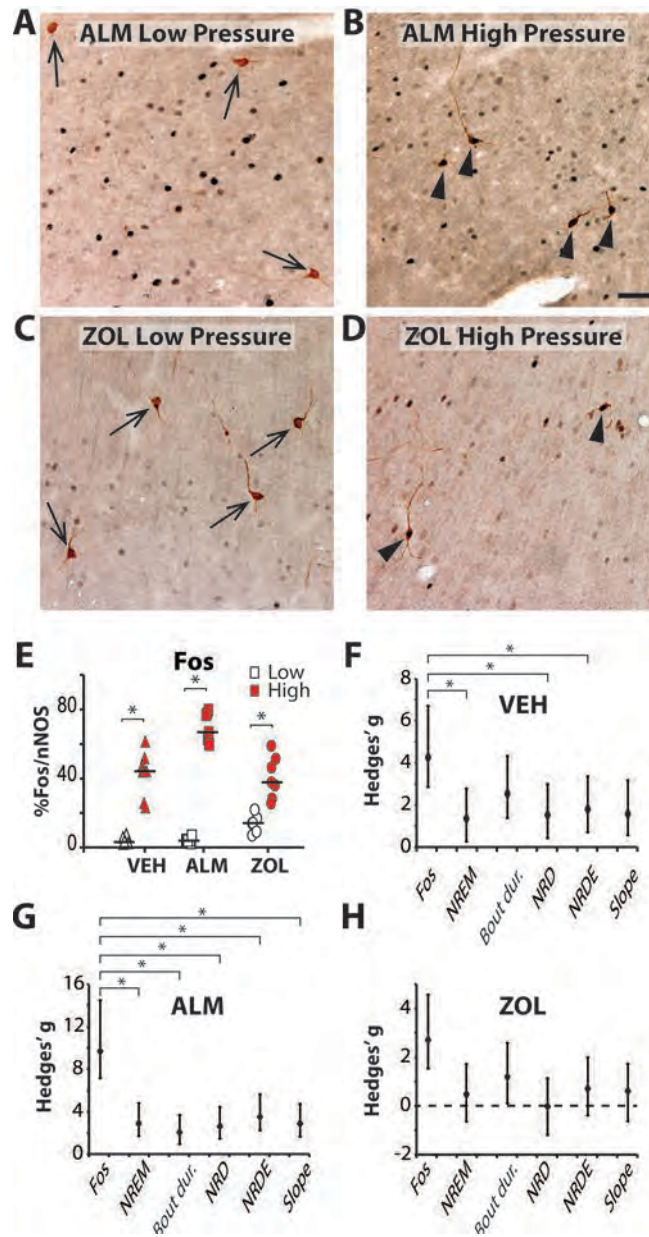 A ALM Low Pressure
B ALM High Pressure
C ZOL Low Pressure
D ZOL High Pressure
E Fos
Low
High
%Fos/nNOS
80
40
0
* * *
VEH ALM ZOL
F VEH
Hedges' g
8
6
4
2
0
* * *
Fos NREM Bout dur. NRD NRDE Slope
G ALM
Hedges' g
16
12
8
4
0
* * * * *
Fos NREM Bout dur. NRD NRDE Slope
H ZOL
Hedges' g
4
2
0
-2
Fos NREM Bout dur. NRD NRDE Slope